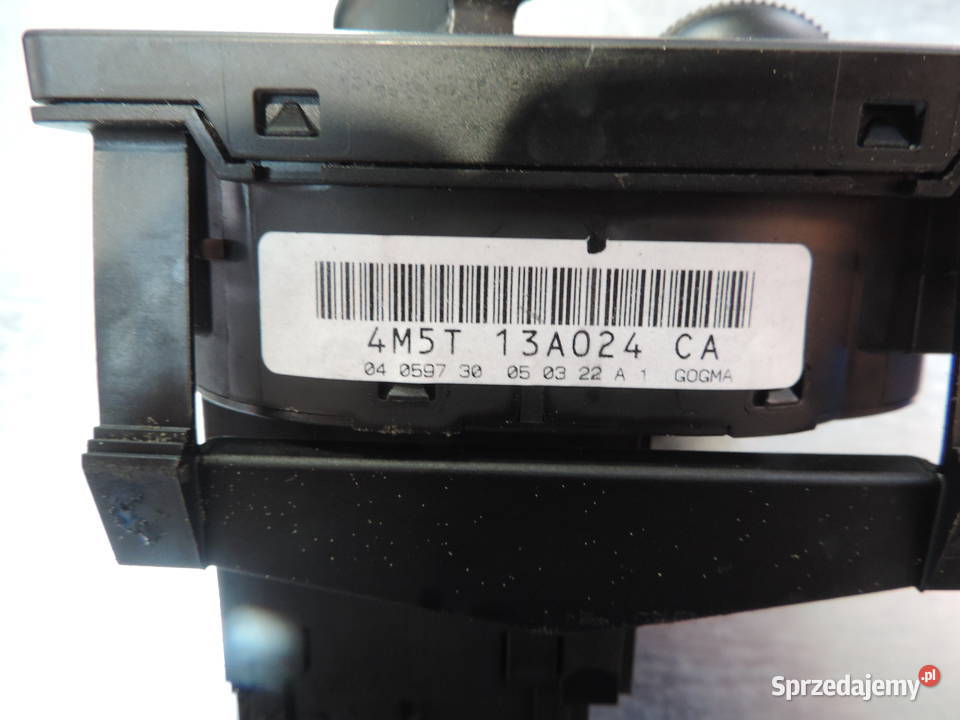 4M5T 13A024 CA
04 0597 30 05 03 22 A 1 GOGMA
Sprzedajemy.pl